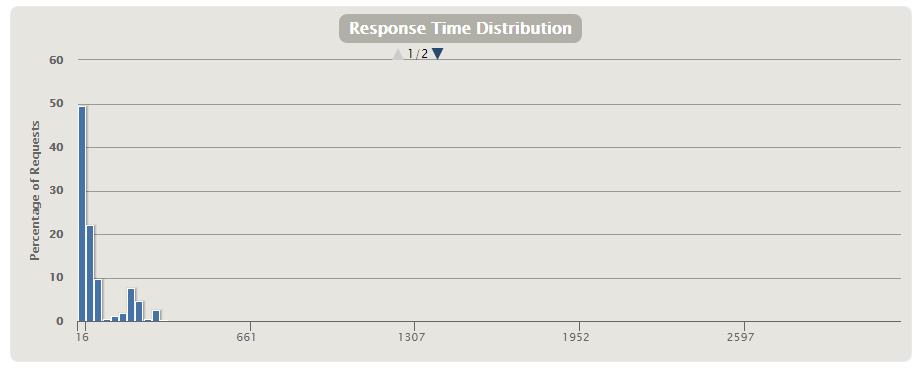 Response Time Distribution
1/2
60
50
40
30
20
10
0
Percentage of Requests
16 661 1307 1952 2597